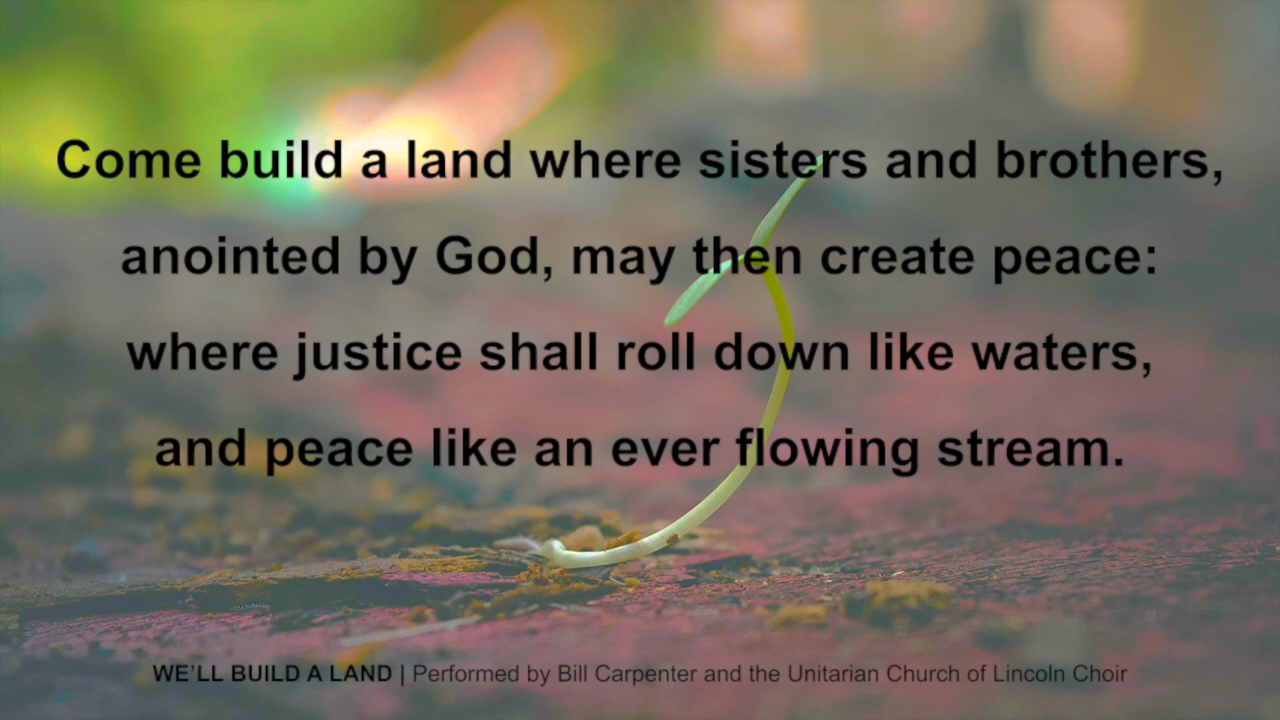 Come build a land where sisters and brothers,
anointed by God, may then create peace:
where justice shall roll down like waters,
and peace like an ever flowing stream.
WE’LL BUILD A LAND | Performed by Bill Carpenter and the Unitarian Church of Lincoln Choir